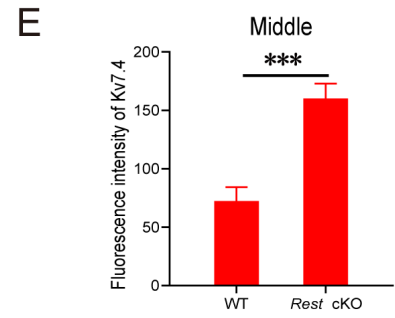 E
Middle
***
Fluorescence intensity of Kv7.4
200
150
100
50
0
WT
Rest cKO